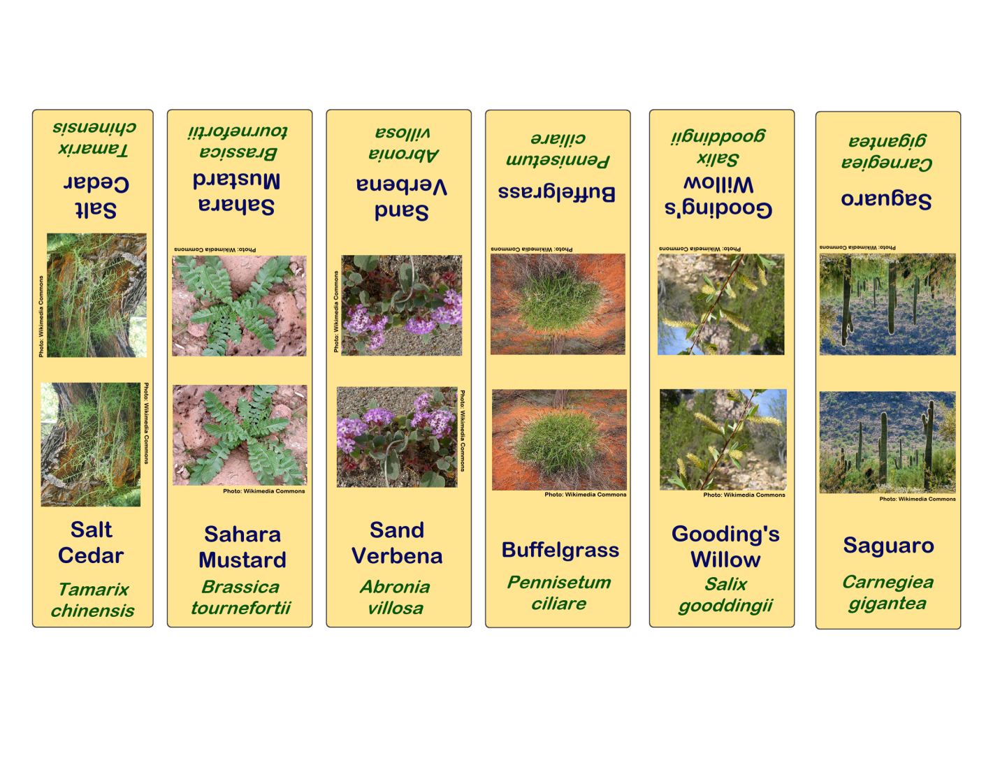 Tamarix
chinensis
Salt
Cedar
Photo: Wikimedia Commons
Photo: Wikimedia Commons
Salt
Cedar
Tamarix
chinensis
Sahara
Mustard
Brassica
tournefortii
Photo: Wikimedia Commons
Photo: Wikimedia Commons
Sahara
Mustard
Brassica
tournefortii
Sand
Verbena
Abronia
villosa
Photo: Wikimedia Commons
Photo: Wikimedia Commons
Sand
Verbena
Abronia
villosa
Buffelgrass
Pennisetum
ciliare
Photo: Wikimedia Commons
Photo: Wikimedia Commons
Buffelgrass
Pennisetum
ciliare
Gooding's
Willow
Salix
gooddingii
Photo: Wikimedia Commons
Photo: Wikimedia Commons
Gooding's
Willow
Salix
gooddingii
Saguaro
Carnegiea
gigantea
Photo: Wikimedia Commons
Photo: Wikimedia Commons
Saguaro
Carnegiea
gigantea